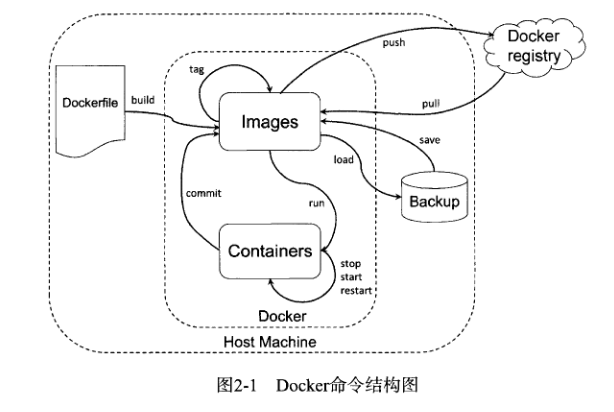 Docker
registry
push
tag
Dockerfile
build
Images
pull
save
load
commit
run
Backup
Containers
stop
start
restart
Docker
Host Machine
图2-1 Docker命令结构图